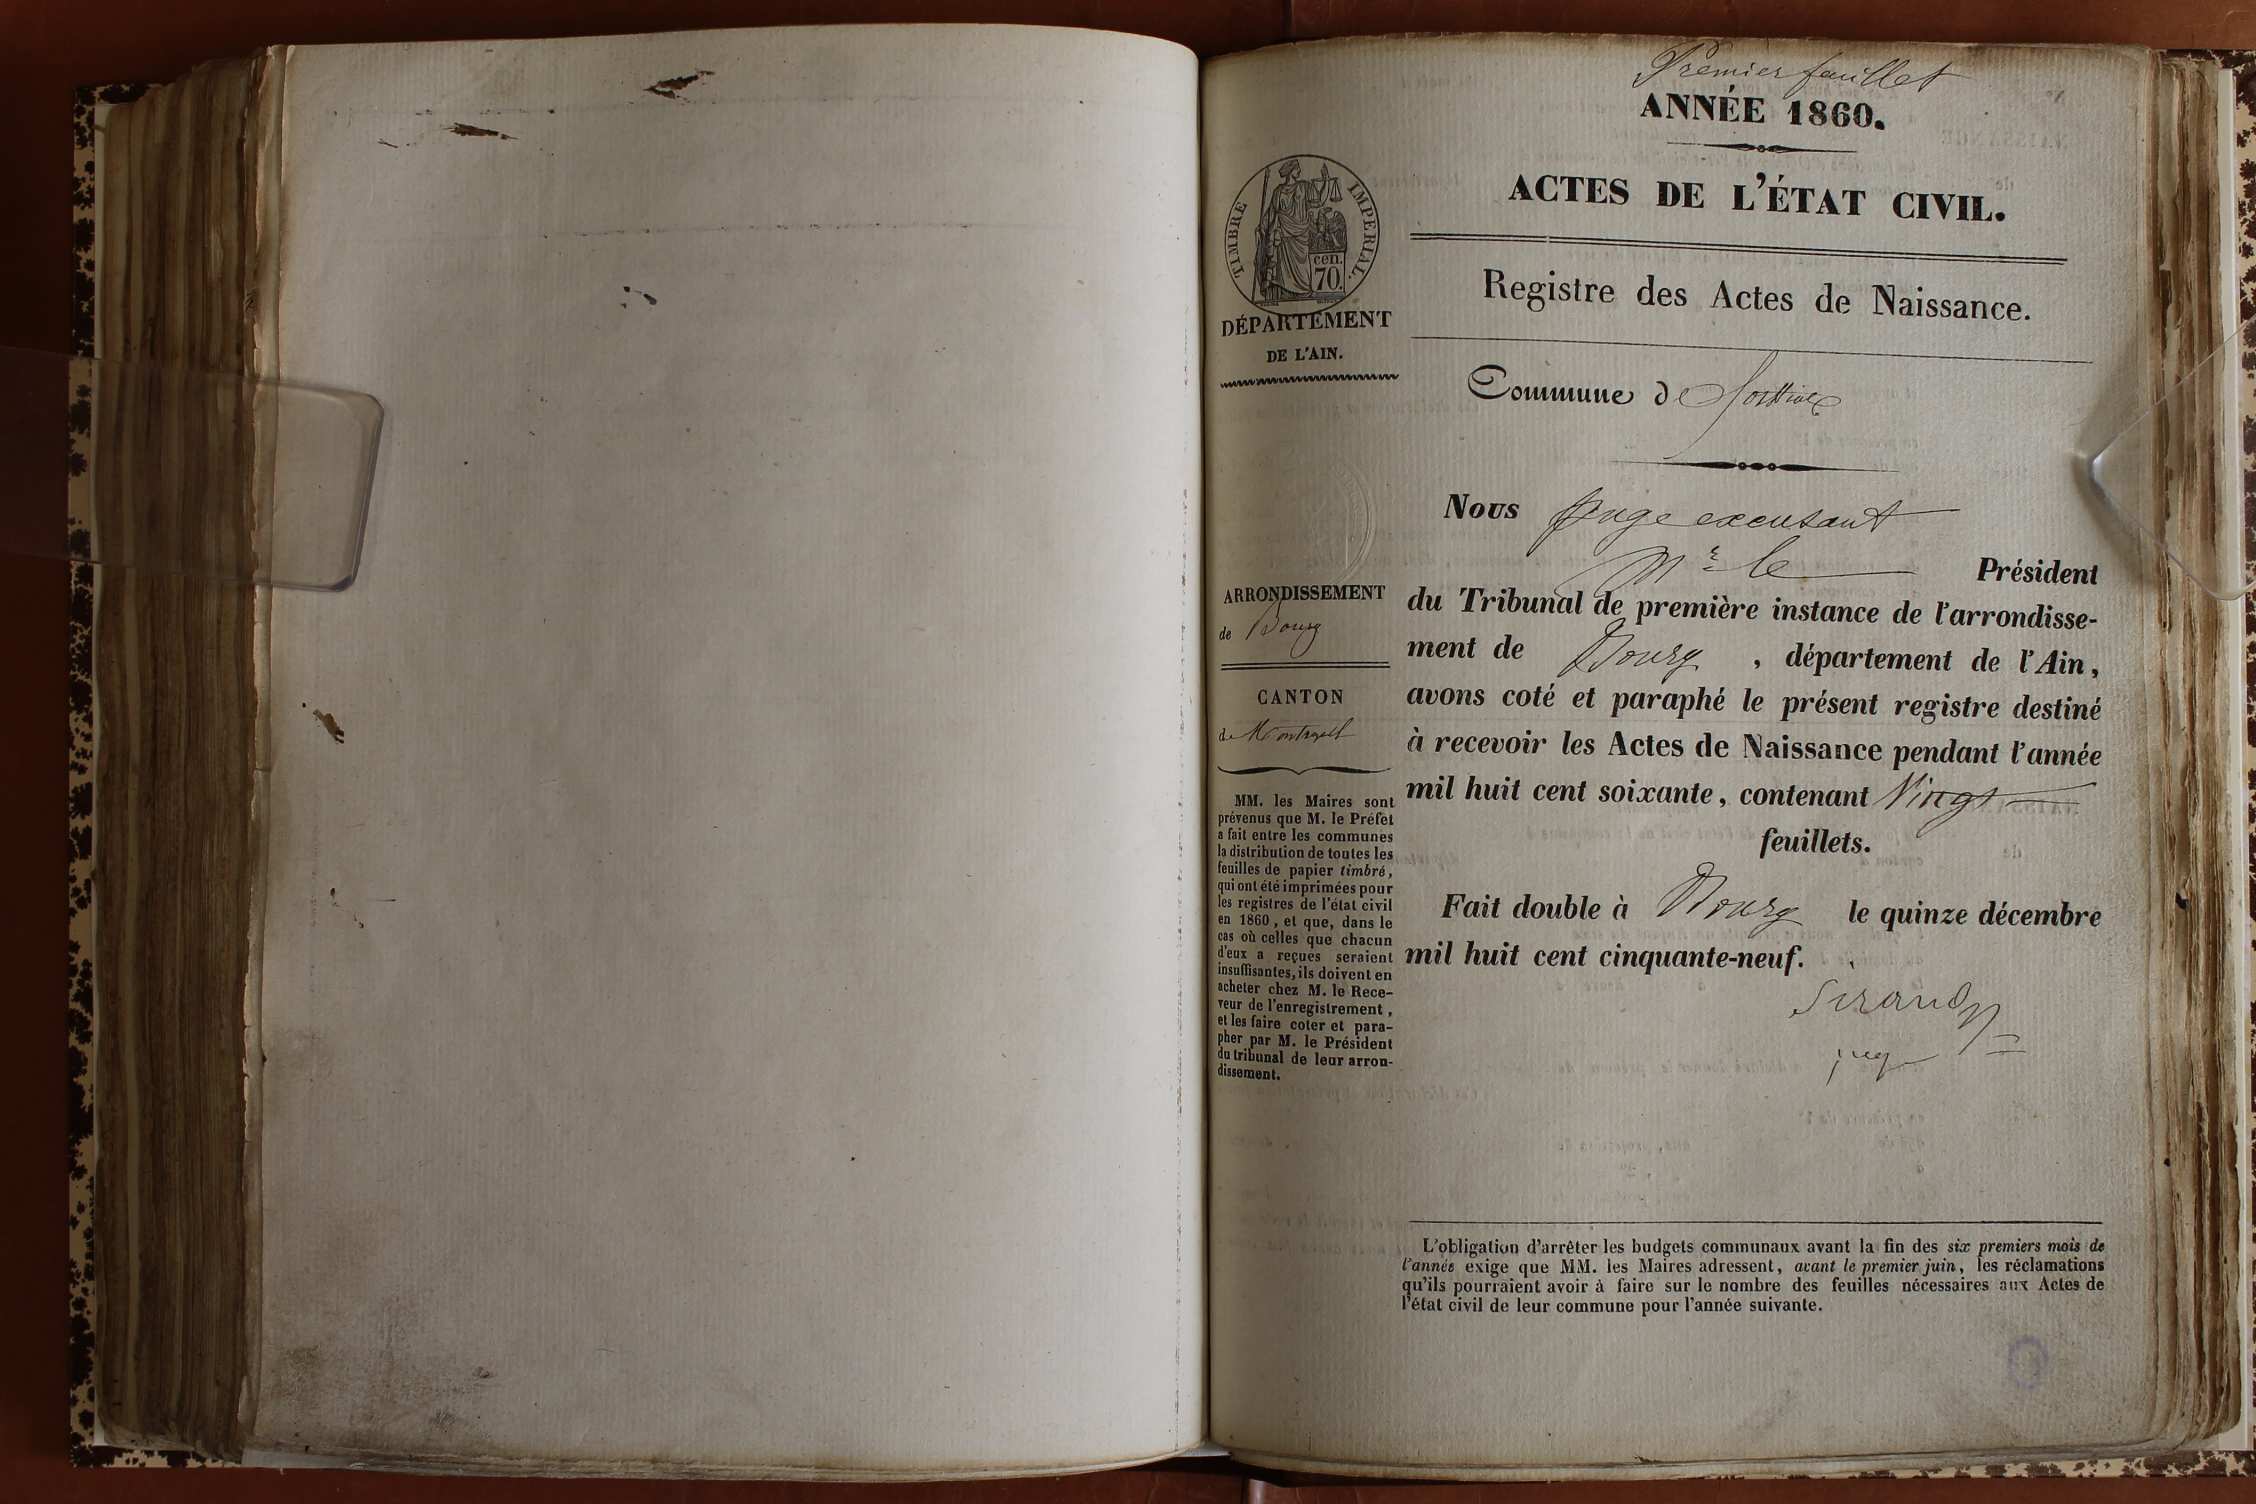 Premier feuillet
ANNÉE 1860.
ACTES DE L'ÉTAT CIVIL.
TIMBRE IMPERIAL.
cen.
70.
DÉPARTEMENT
DE L'AIN.
Registre des Actes de Naissance.
Commune de
ARRONDISSEMENT
de Bourg
CANTON
de
MM. les Maires sont
prévenus que M. le Préfet
a fait entre les communes
la distribution de toutes les
feuilles de papier timbré,
qui ont été imprimées pour
les registres de l'état civil
en 1860, et que, dans le
cas où celles que chacun
d'eux a reçues seraient
insuffisantes, ils doivent en
acheter chez M. le Rece-
veur de l'enregistrement,
et les faire coter et para-
pher par M. le Président
du tribunal de leur arron-
dissement.
Nous juge excusant
Mr le Président
du Tribunal de première instance de l'arrondisse-
ment de Bourg, département de l'Ain,
avons coté et paraphé le présent registre destiné
à recevoir les Actes de Naissance pendant l'année
mil huit cent soixante, contenant Vingt
feuillets.
Fait double à Bourg le quinze décembre
mil huit cent cinquante-neuf.
Sirand
juge
L'obligation d'arrêter les budgets communaux avant la fin des six premiers mois de
l'année exige que MM. les Maires adressent, avant le premier juin, les réclamations
qu'ils pourraient avoir à faire sur le nombre des feuilles nécessaires aux Actes de
l'état civil de leur commune pour l'année suivante.